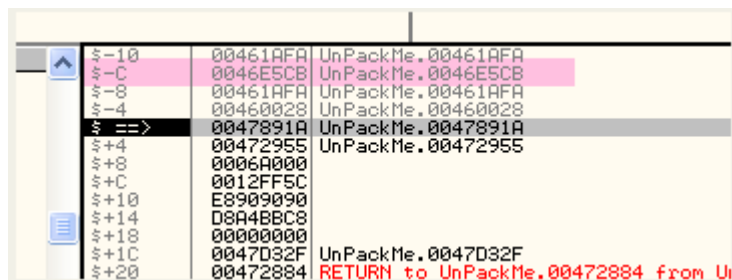 $-10 00461AFA UnPackMe.00461AFA
$-C 0046E5CB UnPackMe.0046E5CB
$-8 00461AFA UnPackMe.00461AFA
$-4 00460028 UnPackMe.00460028
$ ==> 0047891A UnPackMe.0047891A
$+4 00472955 UnPackMe.00472955
$+8 0006A000
$+C 0012FF5C
$+10 E8909090
$+14 D8A4BBC8
$+18 00000000
$+1C 0047D32F UnPackMe.0047D32F
$+20 00472884 RETURN to UnPackMe.00472884 from